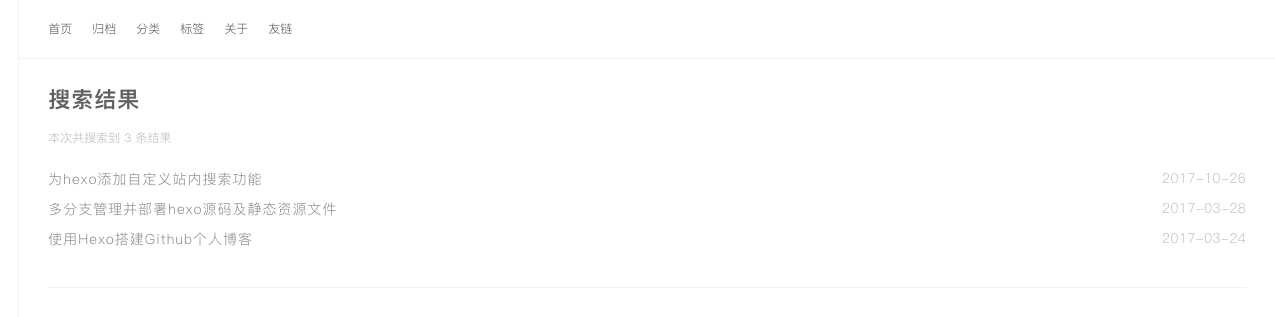 首页 归档 分类 标签 关于 友链
搜索结果
本次共搜索到 3 条结果
为hexo添加自定义站内搜索功能 2017-10-26
多分支管理并部署hexo源码及静态资源文件 2017-03-28
使用Hexo搭建Github个人博客 2017-03-24